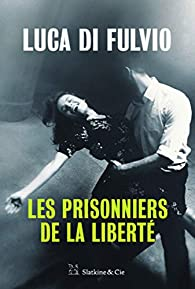 LUCA DI FULVIO
LES PRISONNIERS
DE LA LIBERTÉ
Slatkine & Cie